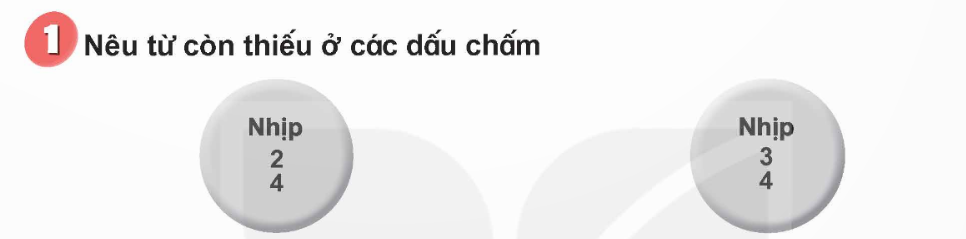 1 Nêu từ còn thiếu ở các dấu chấm
Nhịp Nhịp
2 3
4 4